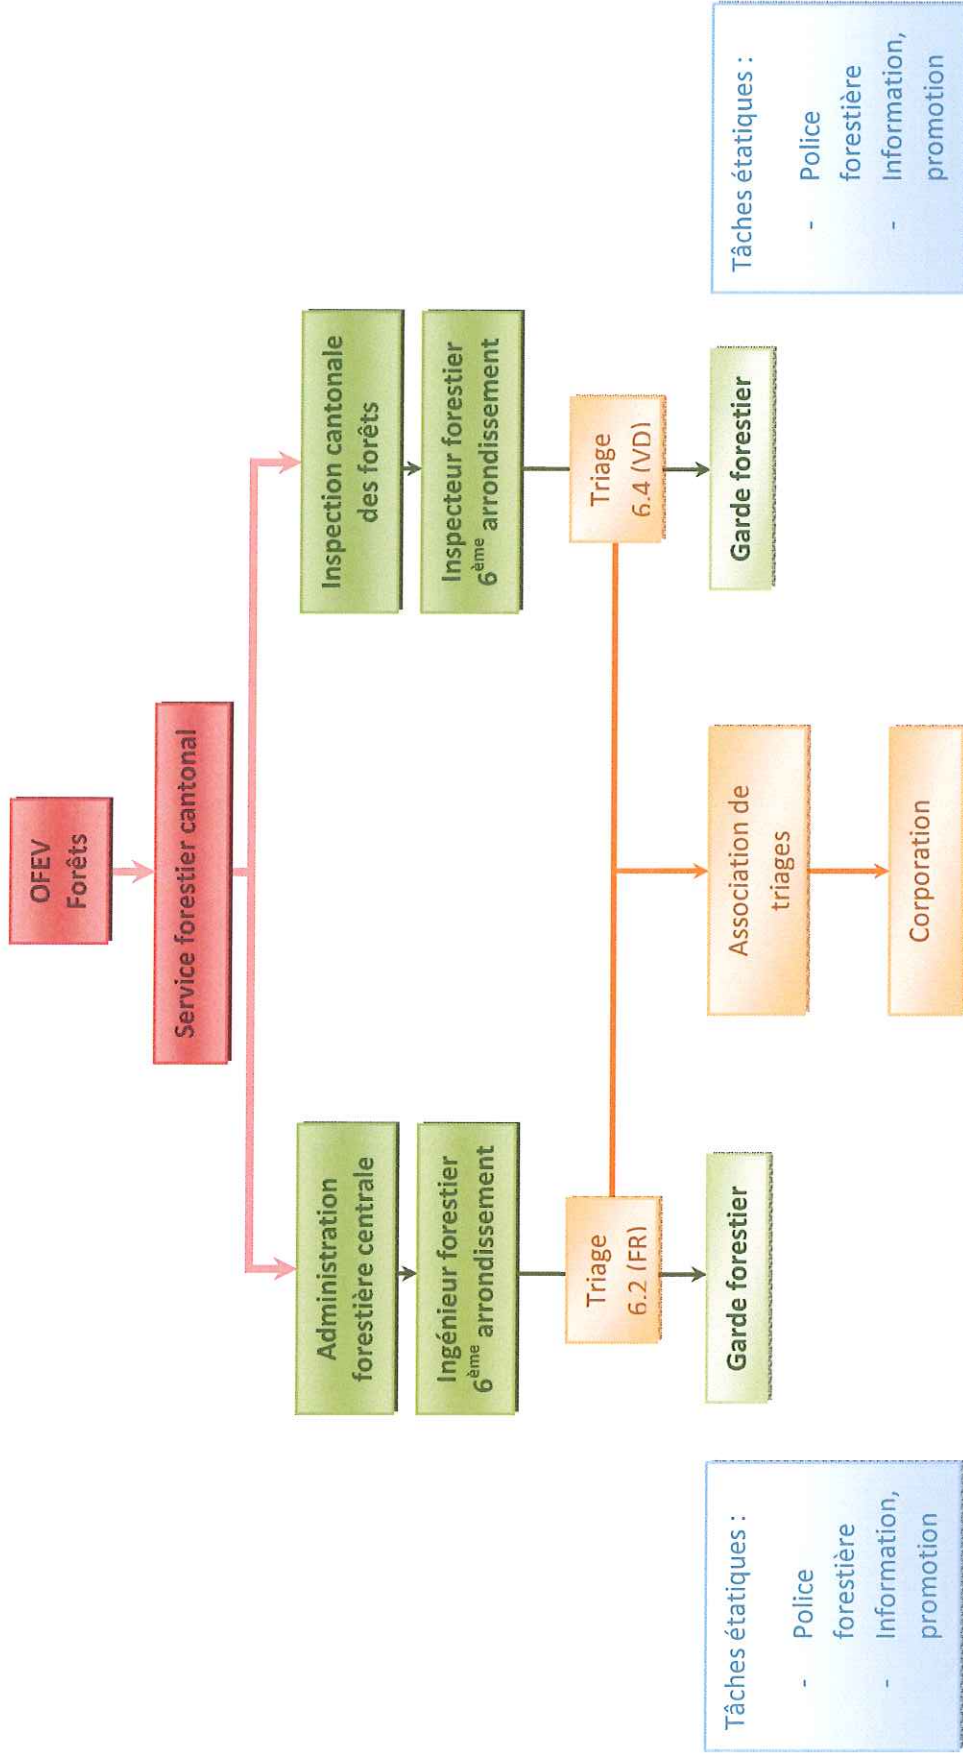 OFEV
Forêts
Service forestier cantonal
Administration
forestière centrale
Ingénieur forestier
6ème arrondissement
Triage
6.2 (FR)
Garde forestier
Inspection cantonale
des forêts
Inspecteur forestier
6ème arrondissement
Triage
6.4 (VD)
Garde forestier
Association de
triages
Corporation
Tâches étatiques :
- Police
forestière
- Information,
promotion
Tâches étatiques :
- Police
forestière
- Information,
promotion